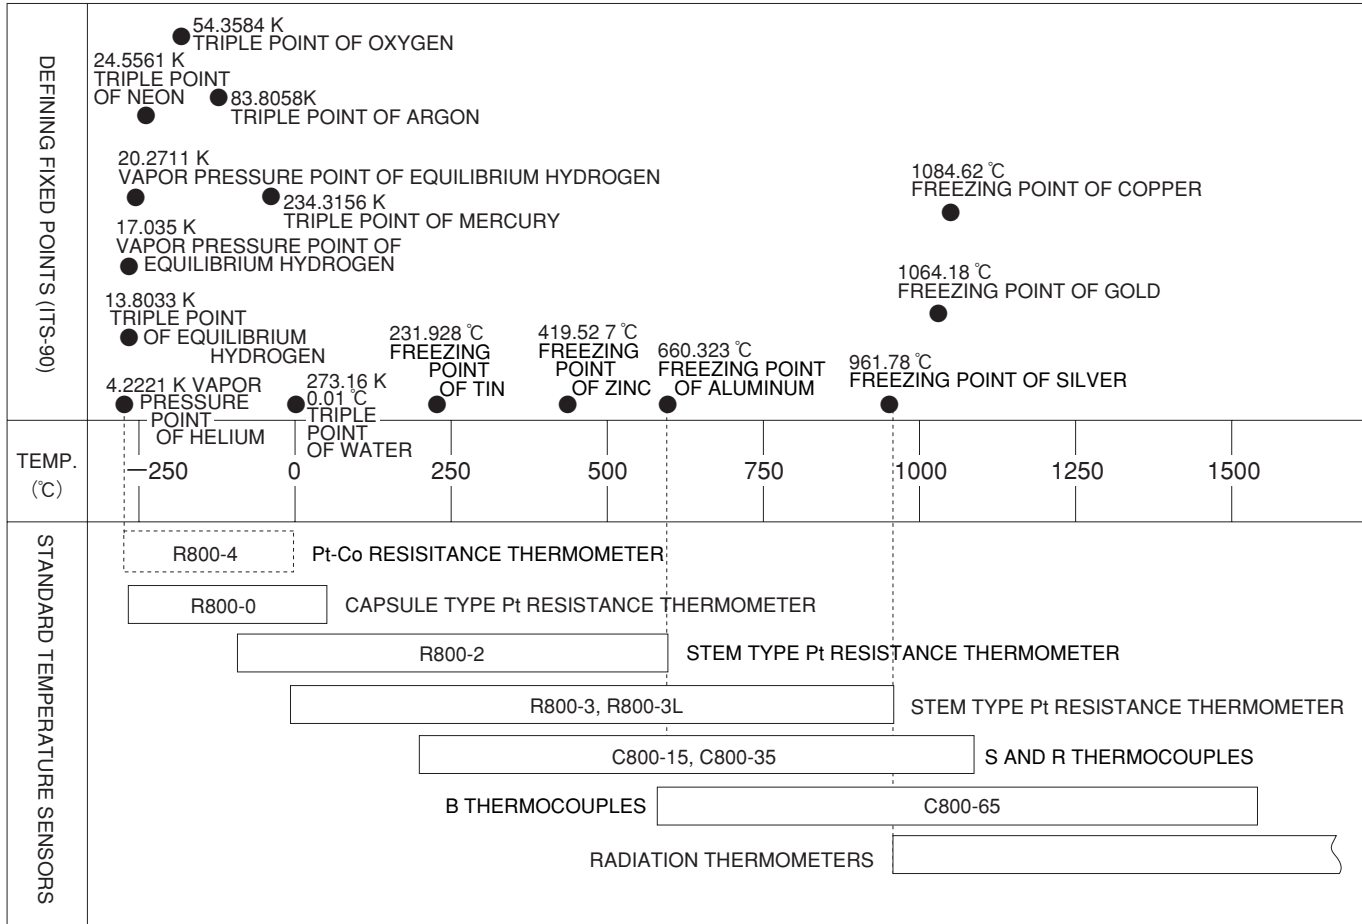 DEFINING FIXED POINTS (ITS-90)
54.3584 K
TRIPLE POINT OF OXYGEN
24.5561 K
TRIPLE POINT
OF NEON
83.8058K
TRIPLE POINT OF ARGON
20.2711 K
VAPOR PRESSURE POINT OF EQUILIBRIUM HYDROGEN
234.3156 K
TRIPLE POINT OF MERCURY
17.035 K
VAPOR PRESSURE POINT OF
EQUILIBRIUM HYDROGEN
1084.62 ℃
FREEZING POINT OF COPPER
1064.18 ℃
FREEZING POINT OF GOLD
13.8033 K
TRIPLE POINT
OF EQUILIBRIUM
HYDROGEN
231.928 ℃
FREEZING
POINT
OF TIN
419.52 7 ℃
FREEZING
POINT
OF ZINC
660.323 ℃
FREEZING POINT
OF ALUMINUM
961.78 ℃
FREEZING POINT OF SILVER
4.2221 K VAPOR
PRESSURE
POINT
OF HELIUM
273.16 K
0.01 ℃
TRIPLE
POINT
OF WATER
TEMP.
(℃)
−250 0 250 500 750 1000 1250 1500
STANDARD TEMPERATURE SENSORS
R800-4 Pt-Co RESISITANCE THERMOMETER
R800-0 CAPSULE TYPE Pt RESISTANCE THERMOMETER
R800-2 STEM TYPE Pt RESISTANCE THERMOMETER
R800-3, R800-3L STEM TYPE Pt RESISTANCE THERMOMETER
C800-15, C800-35 S AND R THERMOCOUPLES
B THERMOCOUPLES C800-65
RADIATION THERMOMETERS